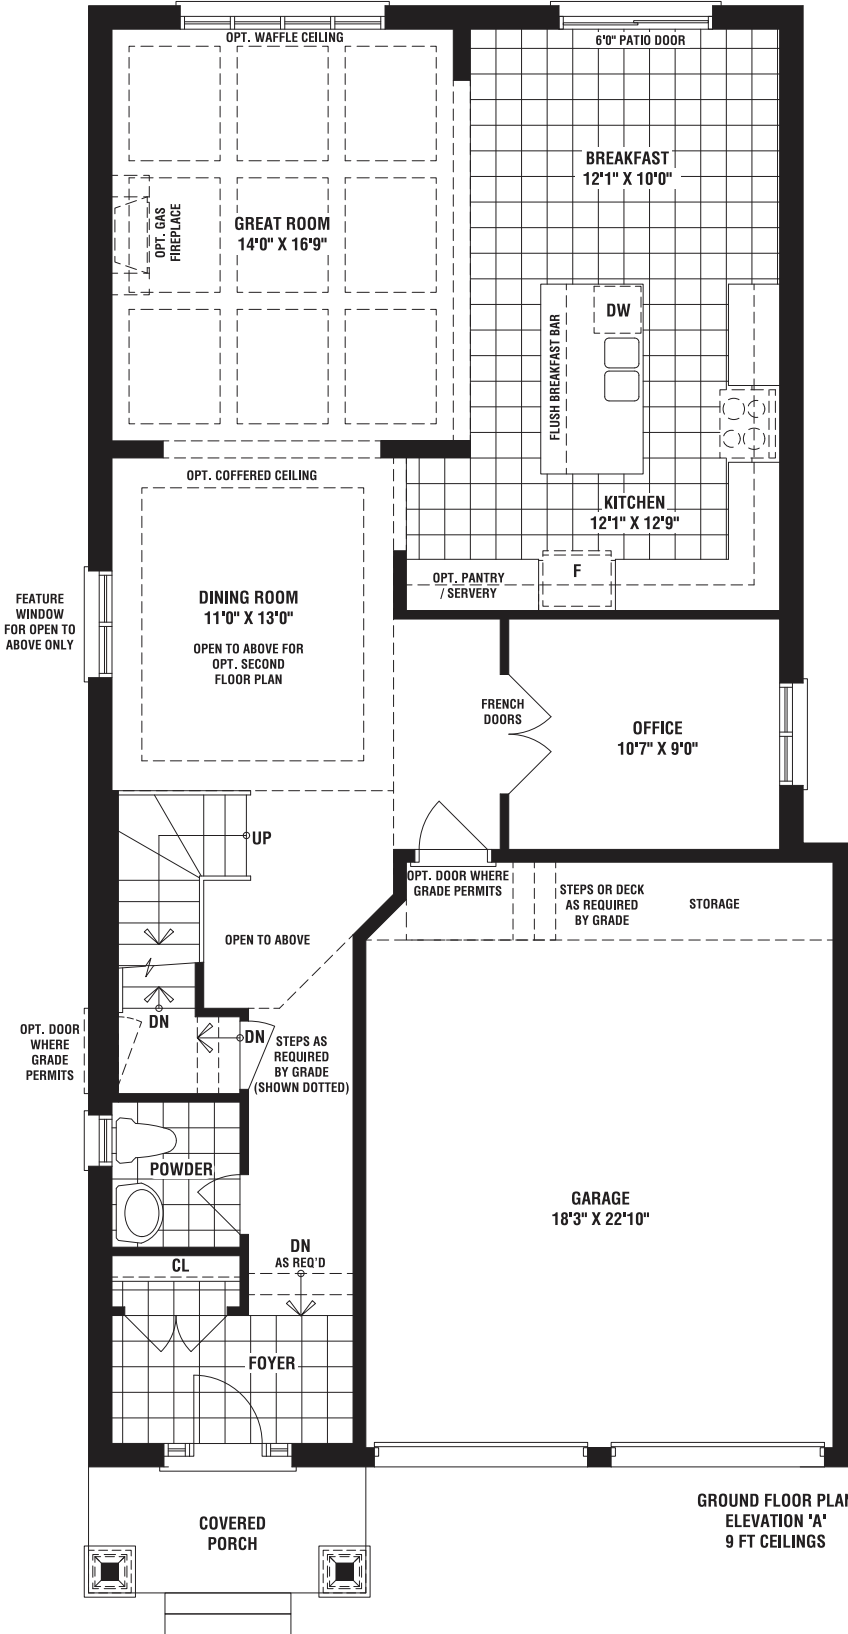 OPT. WAFFLE CEILING
6'0" PATIO DOOR
BREAKFAST
12'1" X 10'0"
OPT. GAS
FIREPLACE
GREAT ROOM
14'0" X 16'9"
DW
FLUSH BREAKFAST BAR
OPT. COFFERED CEILING
KITCHEN
12'1" X 12'9"
OPT. PANTRY
/ SERVERY
F
FEATURE
WINDOW
FOR OPEN TO
ABOVE ONLY
DINING ROOM
11'0" X 13'0"
OPEN TO ABOVE FOR
OPT. SECOND
FLOOR PLAN
FRENCH
DOORS
OFFICE
10'7" X 9'0"
UP
OPT. DOOR WHERE
GRADE PERMITS
STEPS OR DECK
AS REQUIRED
BY GRADE
STORAGE
OPEN TO ABOVE
DN
OPT. DOOR
WHERE
GRADE
PERMITS
DN
STEPS AS
REQUIRED
BY GRADE
(SHOWN DOTTED)
POWDER
GARAGE
18'3" X 22'10"
DN
AS REQ'D
CL
FOYER
COVERED
PORCH
GROUND FLOOR PLAN
ELEVATION 'A'
9 FT CEILINGS